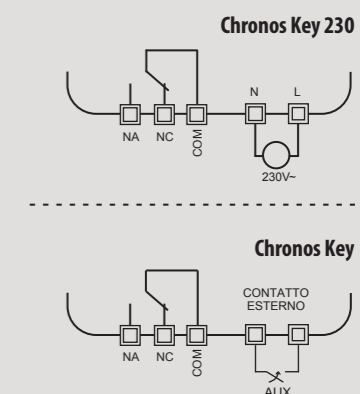 Chronos Key 230
N L
NA NC COM
230V~
Chronos Key
CONTATTO
ESTERNO
NA NC COM
AUX